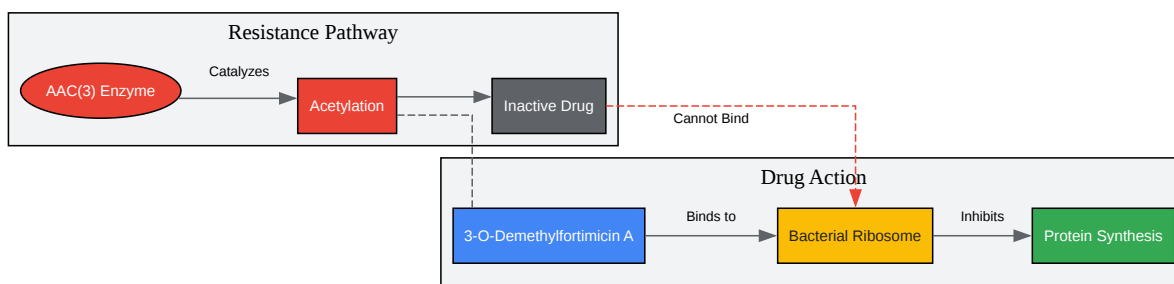 Resistance Pathway
AAC(3) Enzyme
Catalyzes
Acetylation
Inactive Drug
Cannot Bind
Drug Action
3-O-Demethylfortimicin A
Binds to
Bacterial Ribosome
Inhibits
Protein Synthesis